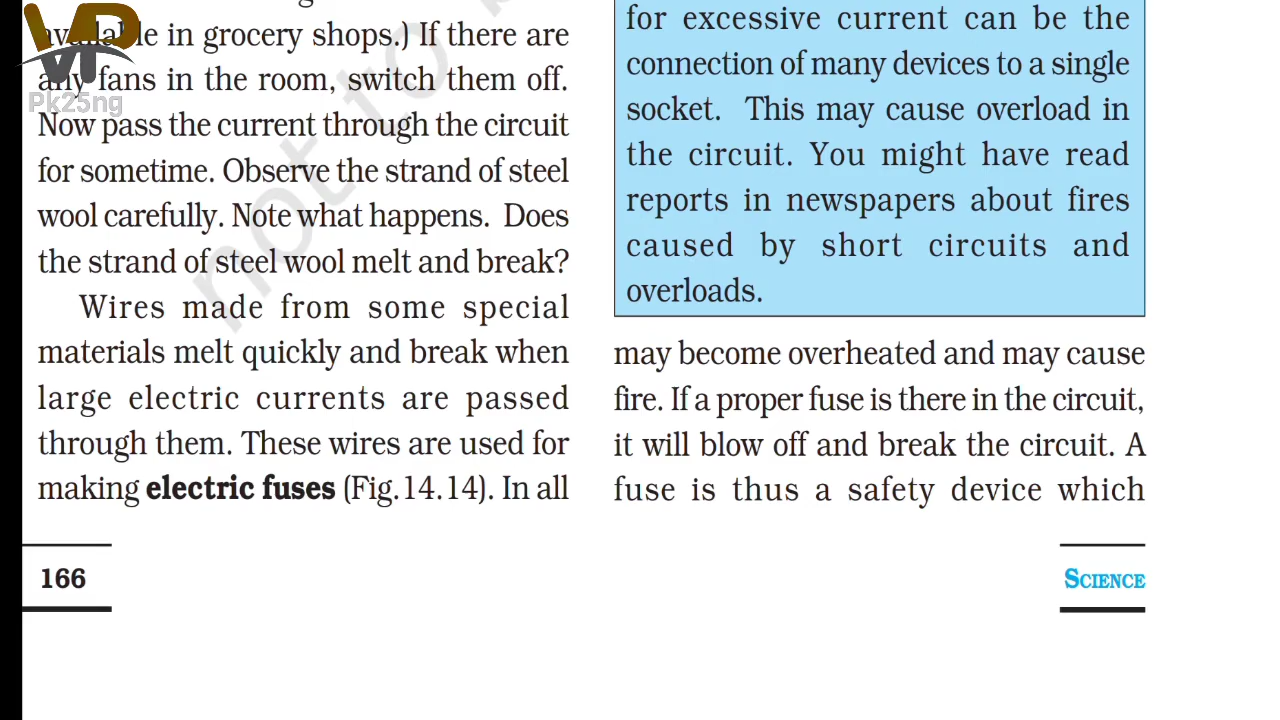 available in grocery shops.) If there are
any fans in the room, switch them off.
Now pass the current through the circuit
for sometime. Observe the strand of steel
wool carefully. Note what happens. Does
the strand of steel wool melt and break?
Wires made from some special
materials melt quickly and break when
large electric currents are passed
through them. These wires are used for
making electric fuses (Fig.14.14). In all
for excessive current can be the
connection of many devices to a single
socket. This may cause overload in
the circuit. You might have read
reports in newspapers about fires
caused by short circuits and
overloads.
may become overheated and may cause
fire. If a proper fuse is there in the circuit,
it will blow off and break the circuit. A
fuse is thus a safety device which
166
SCIENCE
VP
Pk25ng
not to